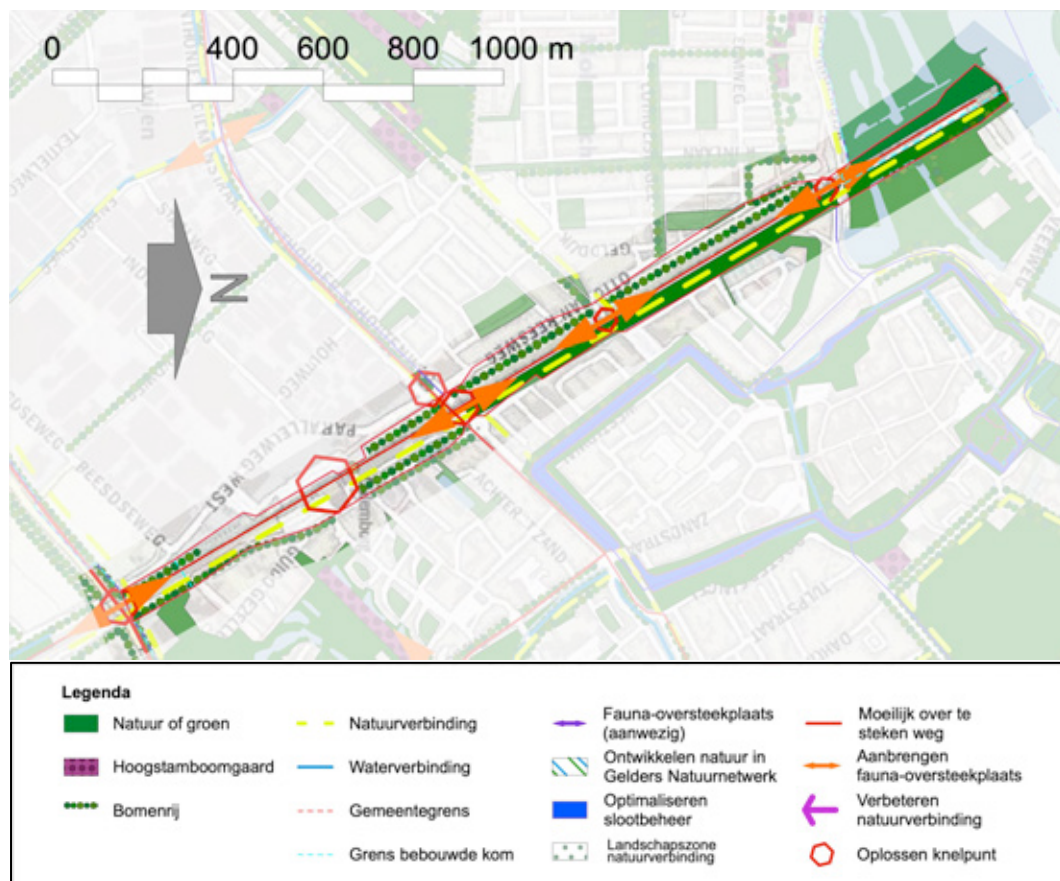 0 400 600 800 1000 m
N
WEST
PARALLELWEG
BEESDSEWEG
ACHTER 'T ZAND
ZANDSTRA
TULPSTRAAT
Legenda
Natuur of groen
Natuurverbinding
Fauna-oversteekplaats
(aanwezig)
Moeilijk over te
steken weg
Hoogstamboomgaard
Waterverbinding
Ontwikkelen natuur in
Gelders Natuurnetwerk
Aanbrengen
fauna-oversteekplaats
Bomenrij
Gemeentegrens
Optimaliseren
slootbeheer
Verbeteren
natuurverbinding
Grens bebouwde kom
Landschapszone
natuurverbinding
Oplossen knelpunt